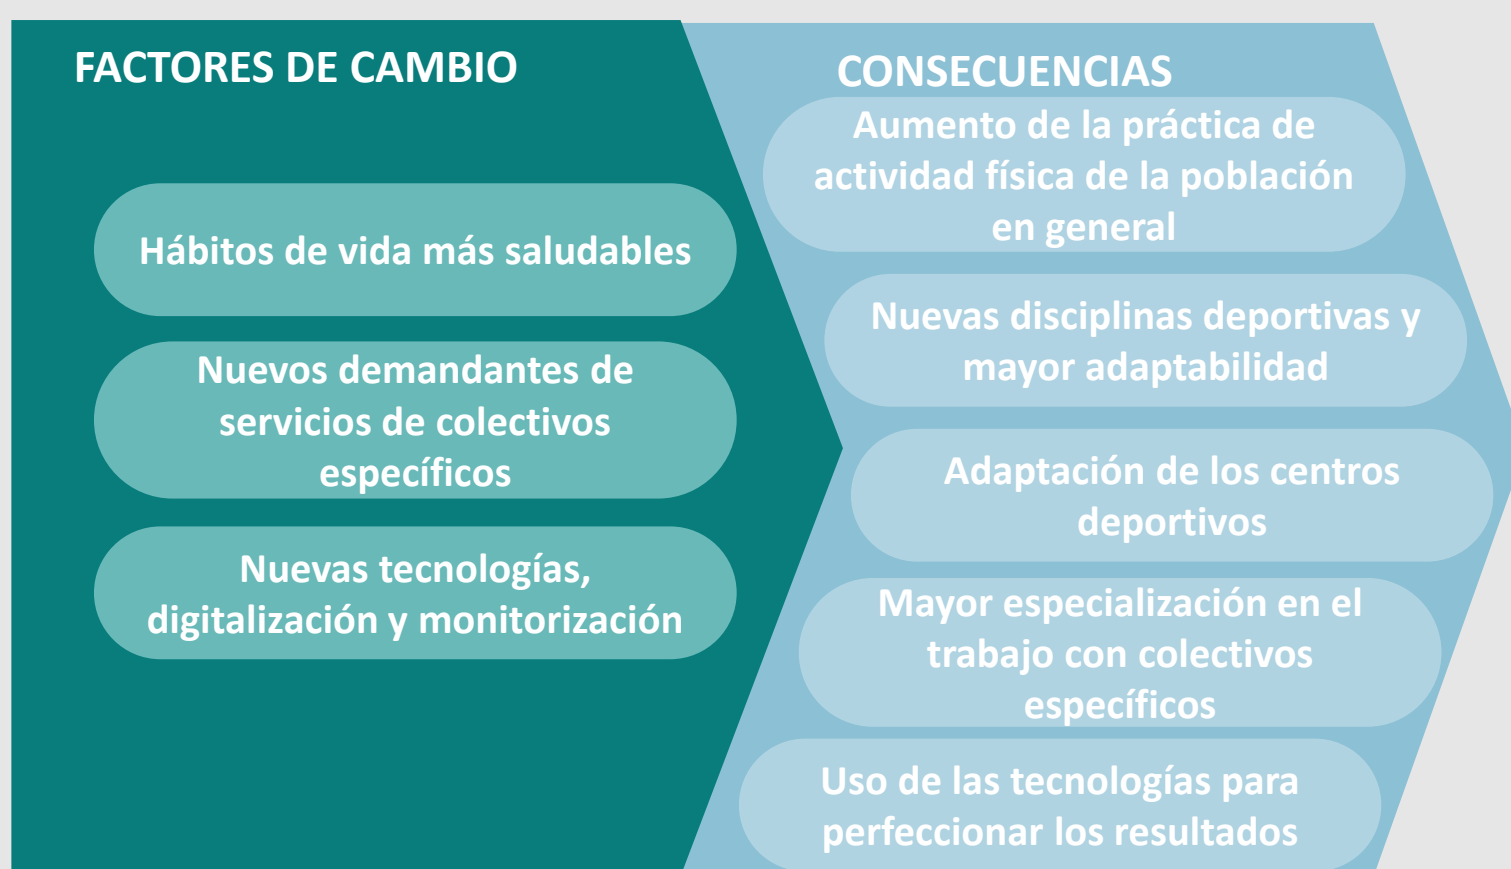 FACTORES DE CAMBIO
Hábitos de vida más saludables
Nuevos demandantes de
servicios de colectivos
específicos
Nuevas tecnologías,
digitalización y monitorización
CONSECUENCIAS
Aumento de la práctica de
actividad física de la población
en general
Nuevas disciplinas deportivas y
mayor adaptabilidad
Adaptación de los centros
deportivos
Mayor especialización en el
trabajo con colectivos
específicos
Uso de las tecnologías para
perfeccionar los resultados